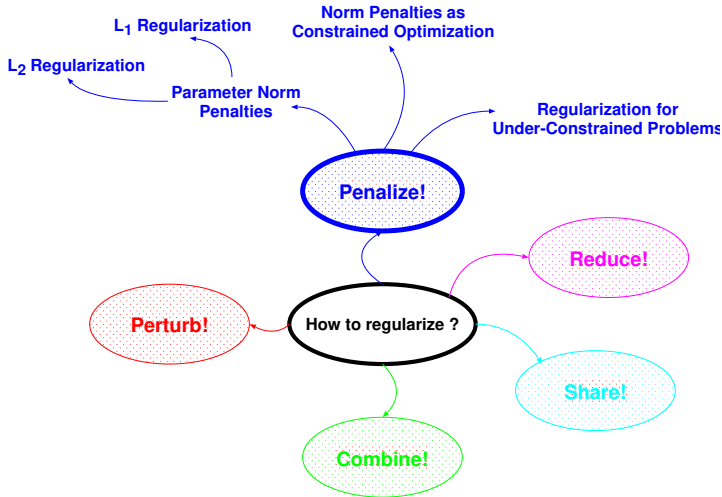 Norm Penalties as
Constrained Optimization
L1 Regularization
L2 Regularization
Parameter Norm
Penalties
Regularization for
Under-Constrained Problems
Penalize!
Reduce!
Perturb!
How to regularize ?
Share!
Combine!